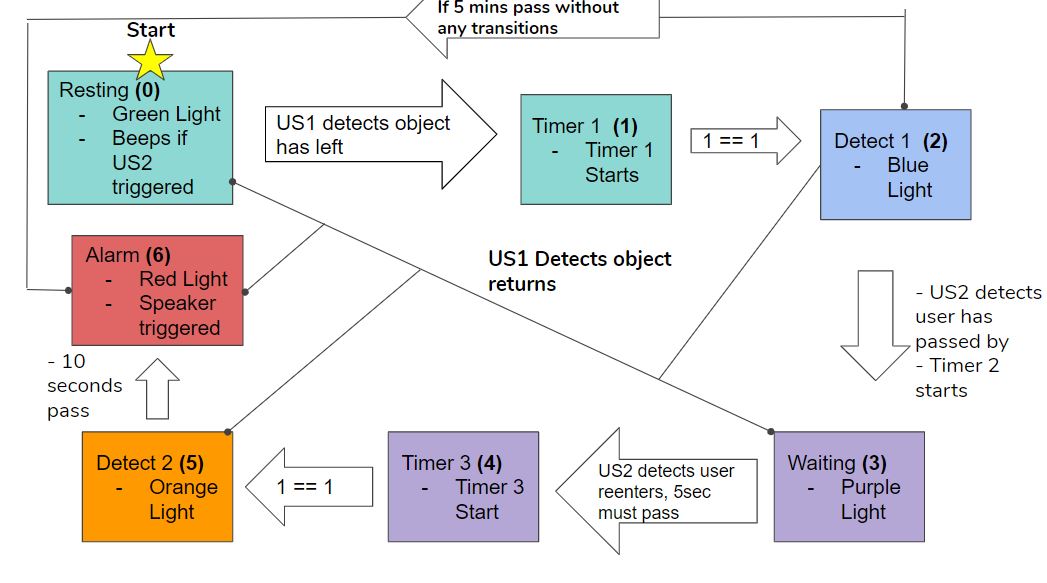 If 5 mins pass without
any transitions
Start
Resting (0)
- Green Light
- Beeps if
US2
triggered
US1 detects object
has left
Timer 1 (1)
- Timer 1
Starts
1 == 1
Detect 1 (2)
- Blue
Light
Alarm (6)
- Red Light
- Speaker
triggered
US1 Detects object
returns
- US2 detects
user has
passed by
- Timer 2
starts
- 10
seconds
pass
Detect 2 (5)
- Orange
Light
1 == 1
Timer 3 (4)
- Timer 3
Start
US2 detects user
reenters, 5sec
must pass
Waiting (3)
- Purple
Light